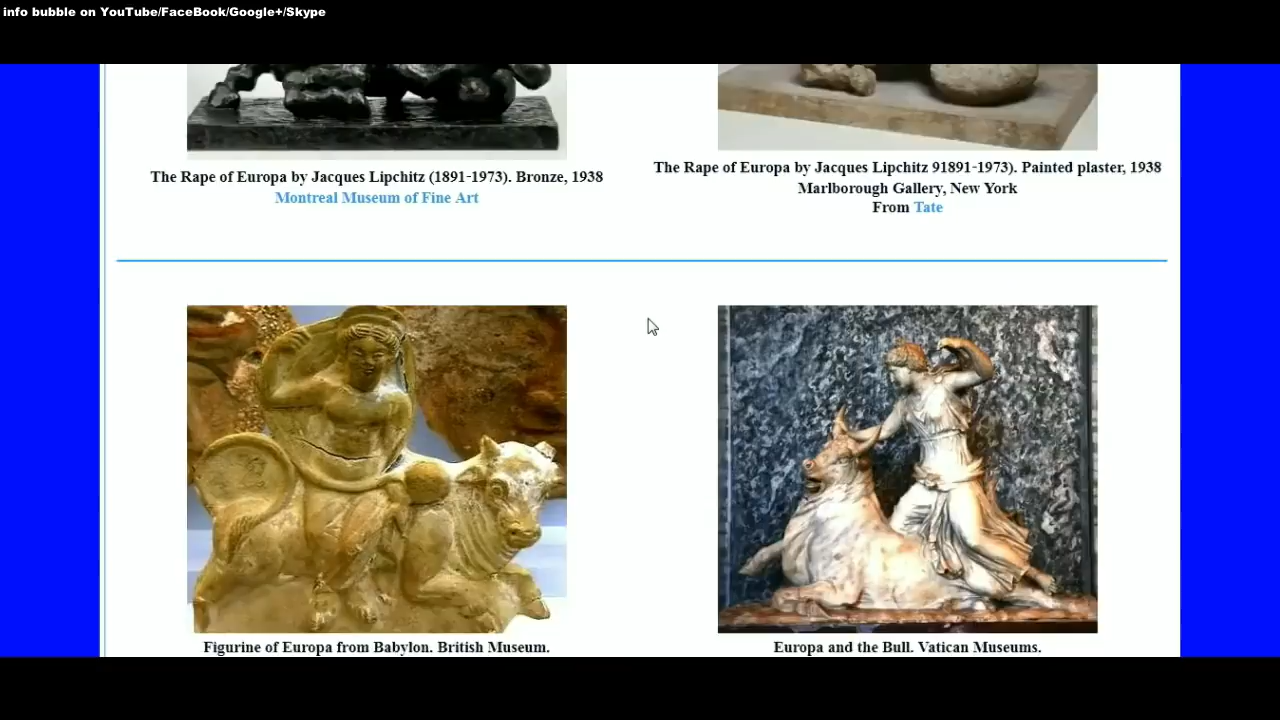 info bubble on YouTube/FaceBook/Google+/Skype
The Rape of Europa by Jacques Lipchitz (1891-1973). Bronze, 1938
Montreal Museum of Fine Art
The Rape of Europa by Jacques Lipchitz 91891-1973). Painted plaster, 1938
Marlborough Gallery, New York
From Tate
Figurine of Europa from Babylon. British Museum.
Europa and the Bull. Vatican Museums.